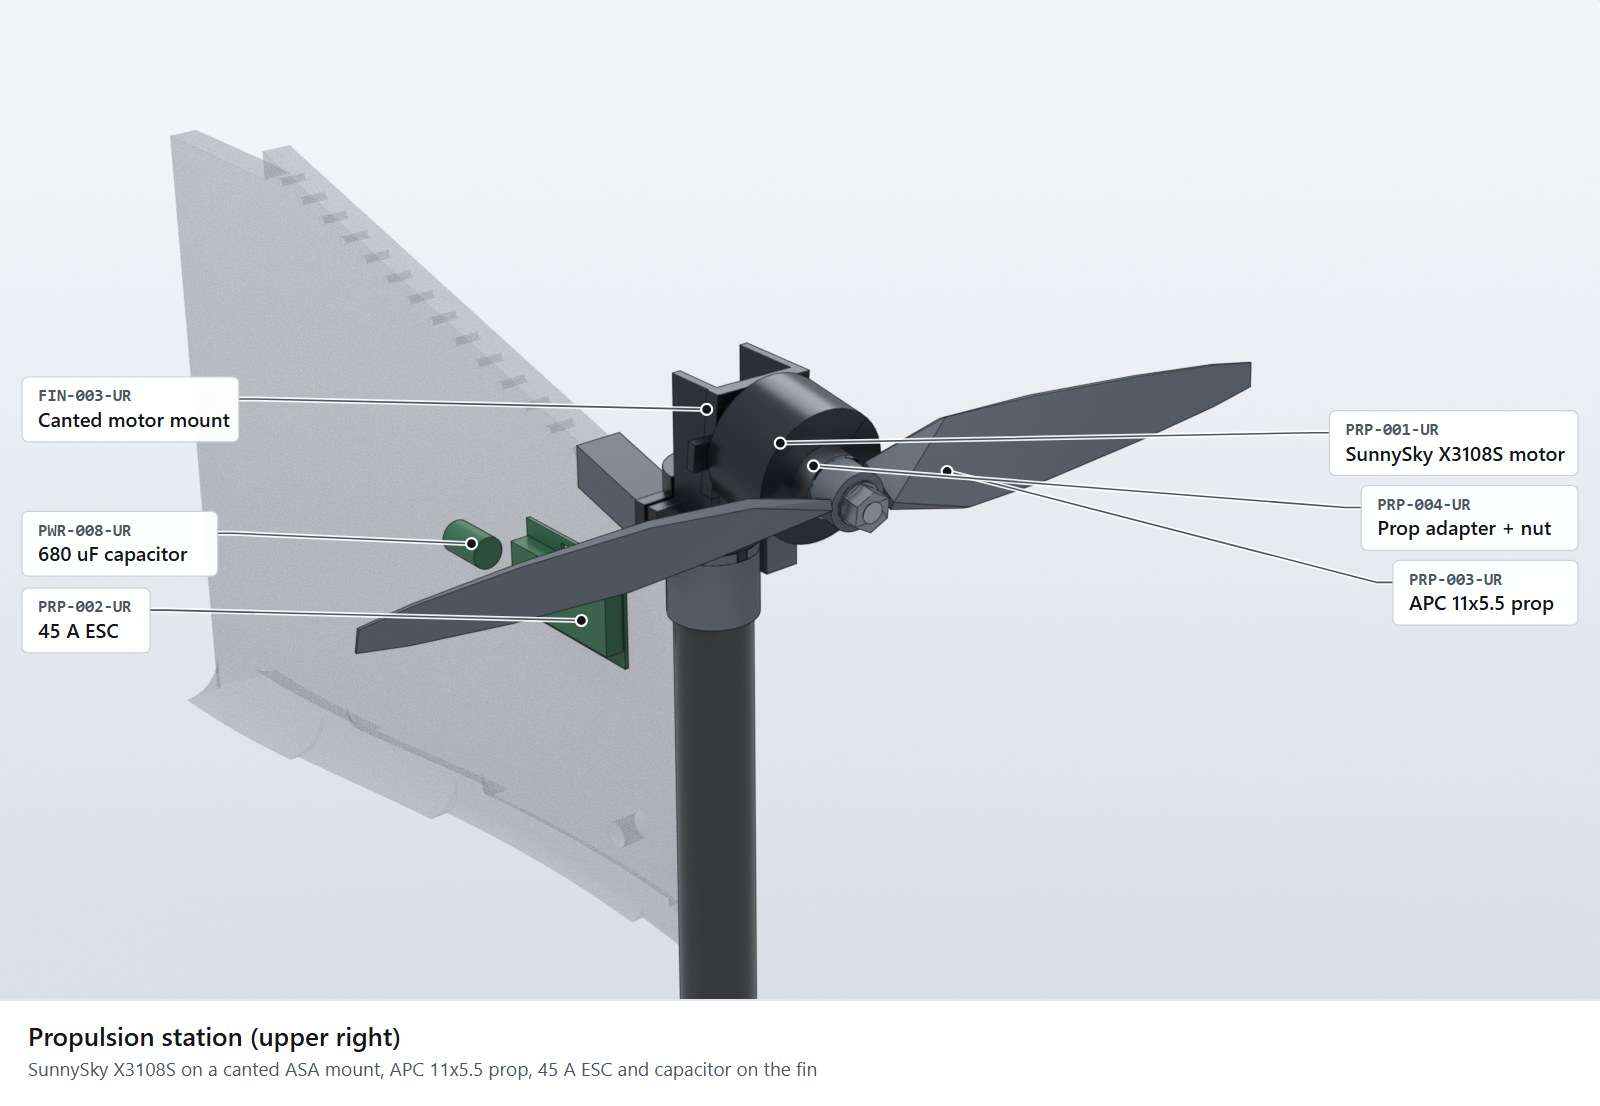 FIN-003-UR
Canted motor mount
PWR-008-UR
680 uF capacitor
PRP-002-UR
45 A ESC
PRP-001-UR
SunnySky X3108S motor
PRP-004-UR
Prop adapter + nut
PRP-003-UR
APC 11x5.5 prop
Propulsion station (upper right)
SunnySky X3108S on a canted ASA mount, APC 11x5.5 prop, 45 A ESC and capacitor on the fin